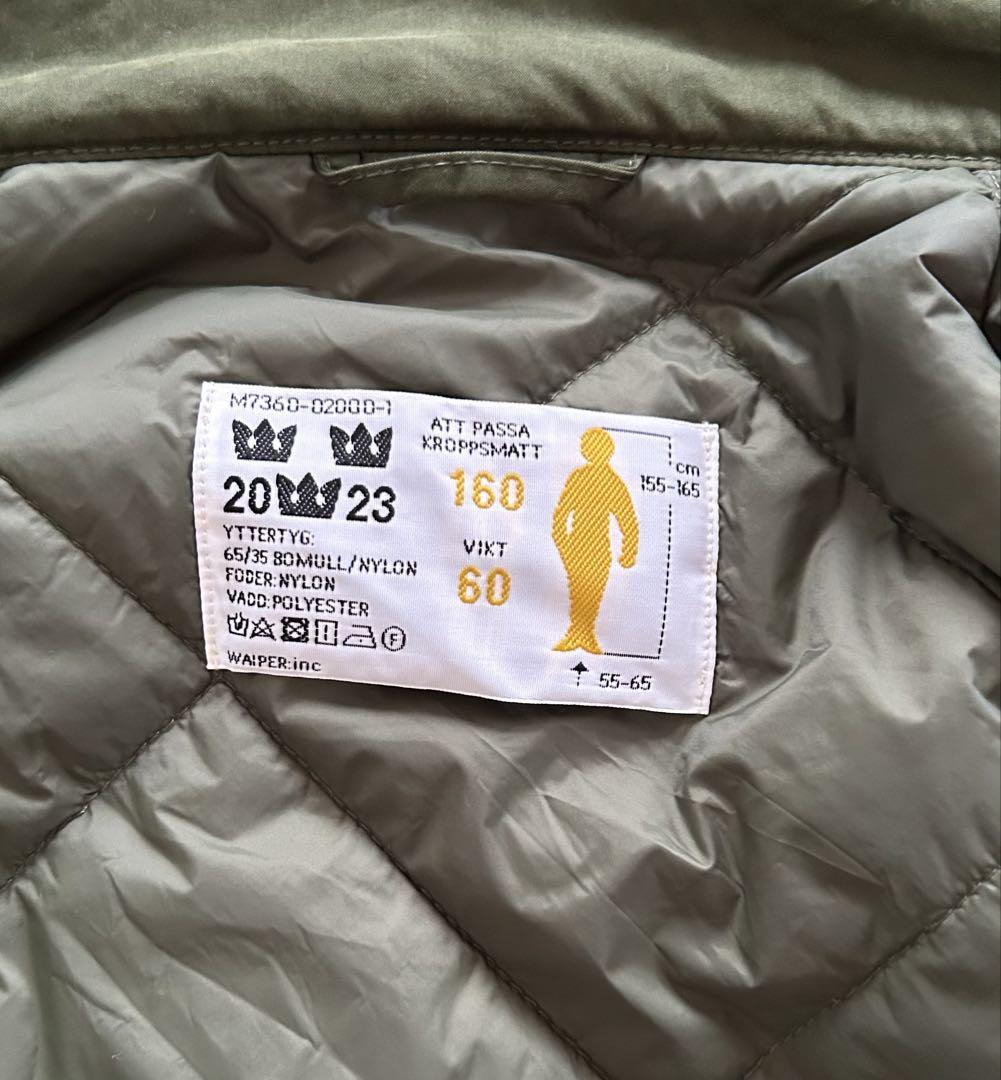 M7360-02000-1
20 23
YTTERTYG:
65/35 BOMULL/NYLON
FODER:NYLON
VADD:POLYESTER
F
WAIPER:inc
ATT PASSA
KROPPSMATT
160
VIKT
60
cm
155-165
55-65